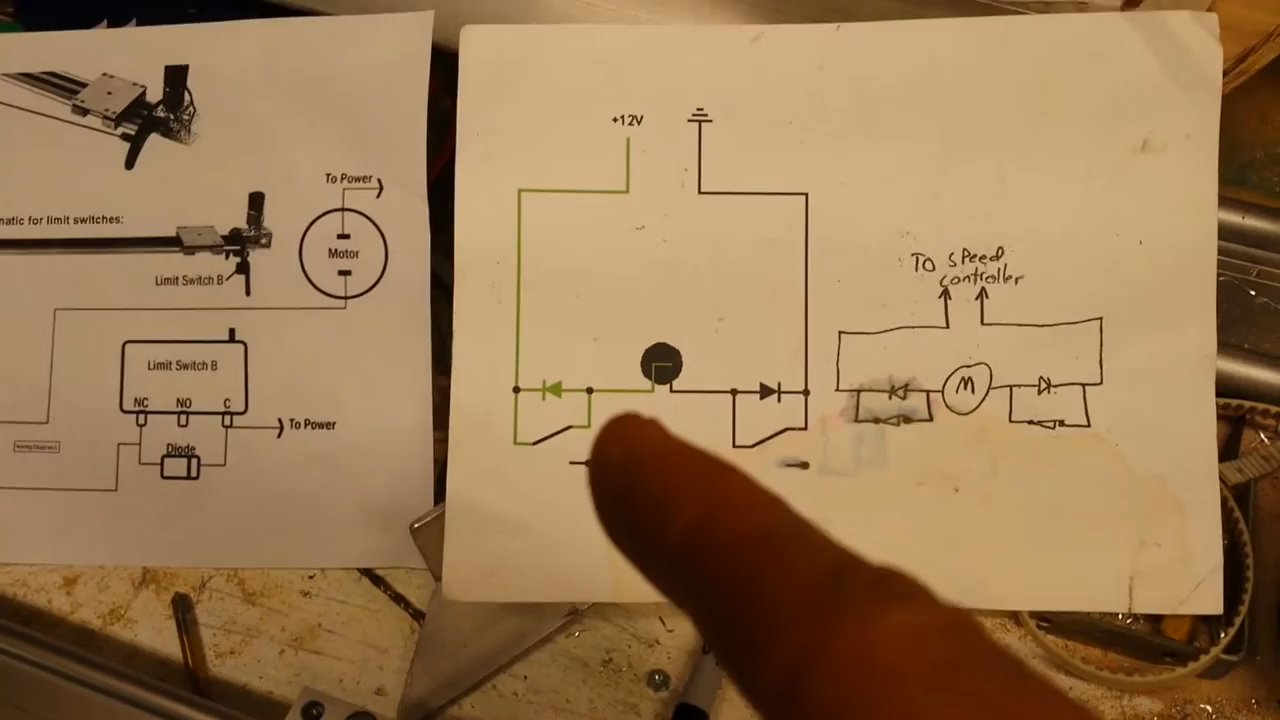 To Power
natic for limit switches:
Motor
Limit Switch B
Limit Switch B
NC NO C
To Power
Diode
+12V
TO speed
controller
M